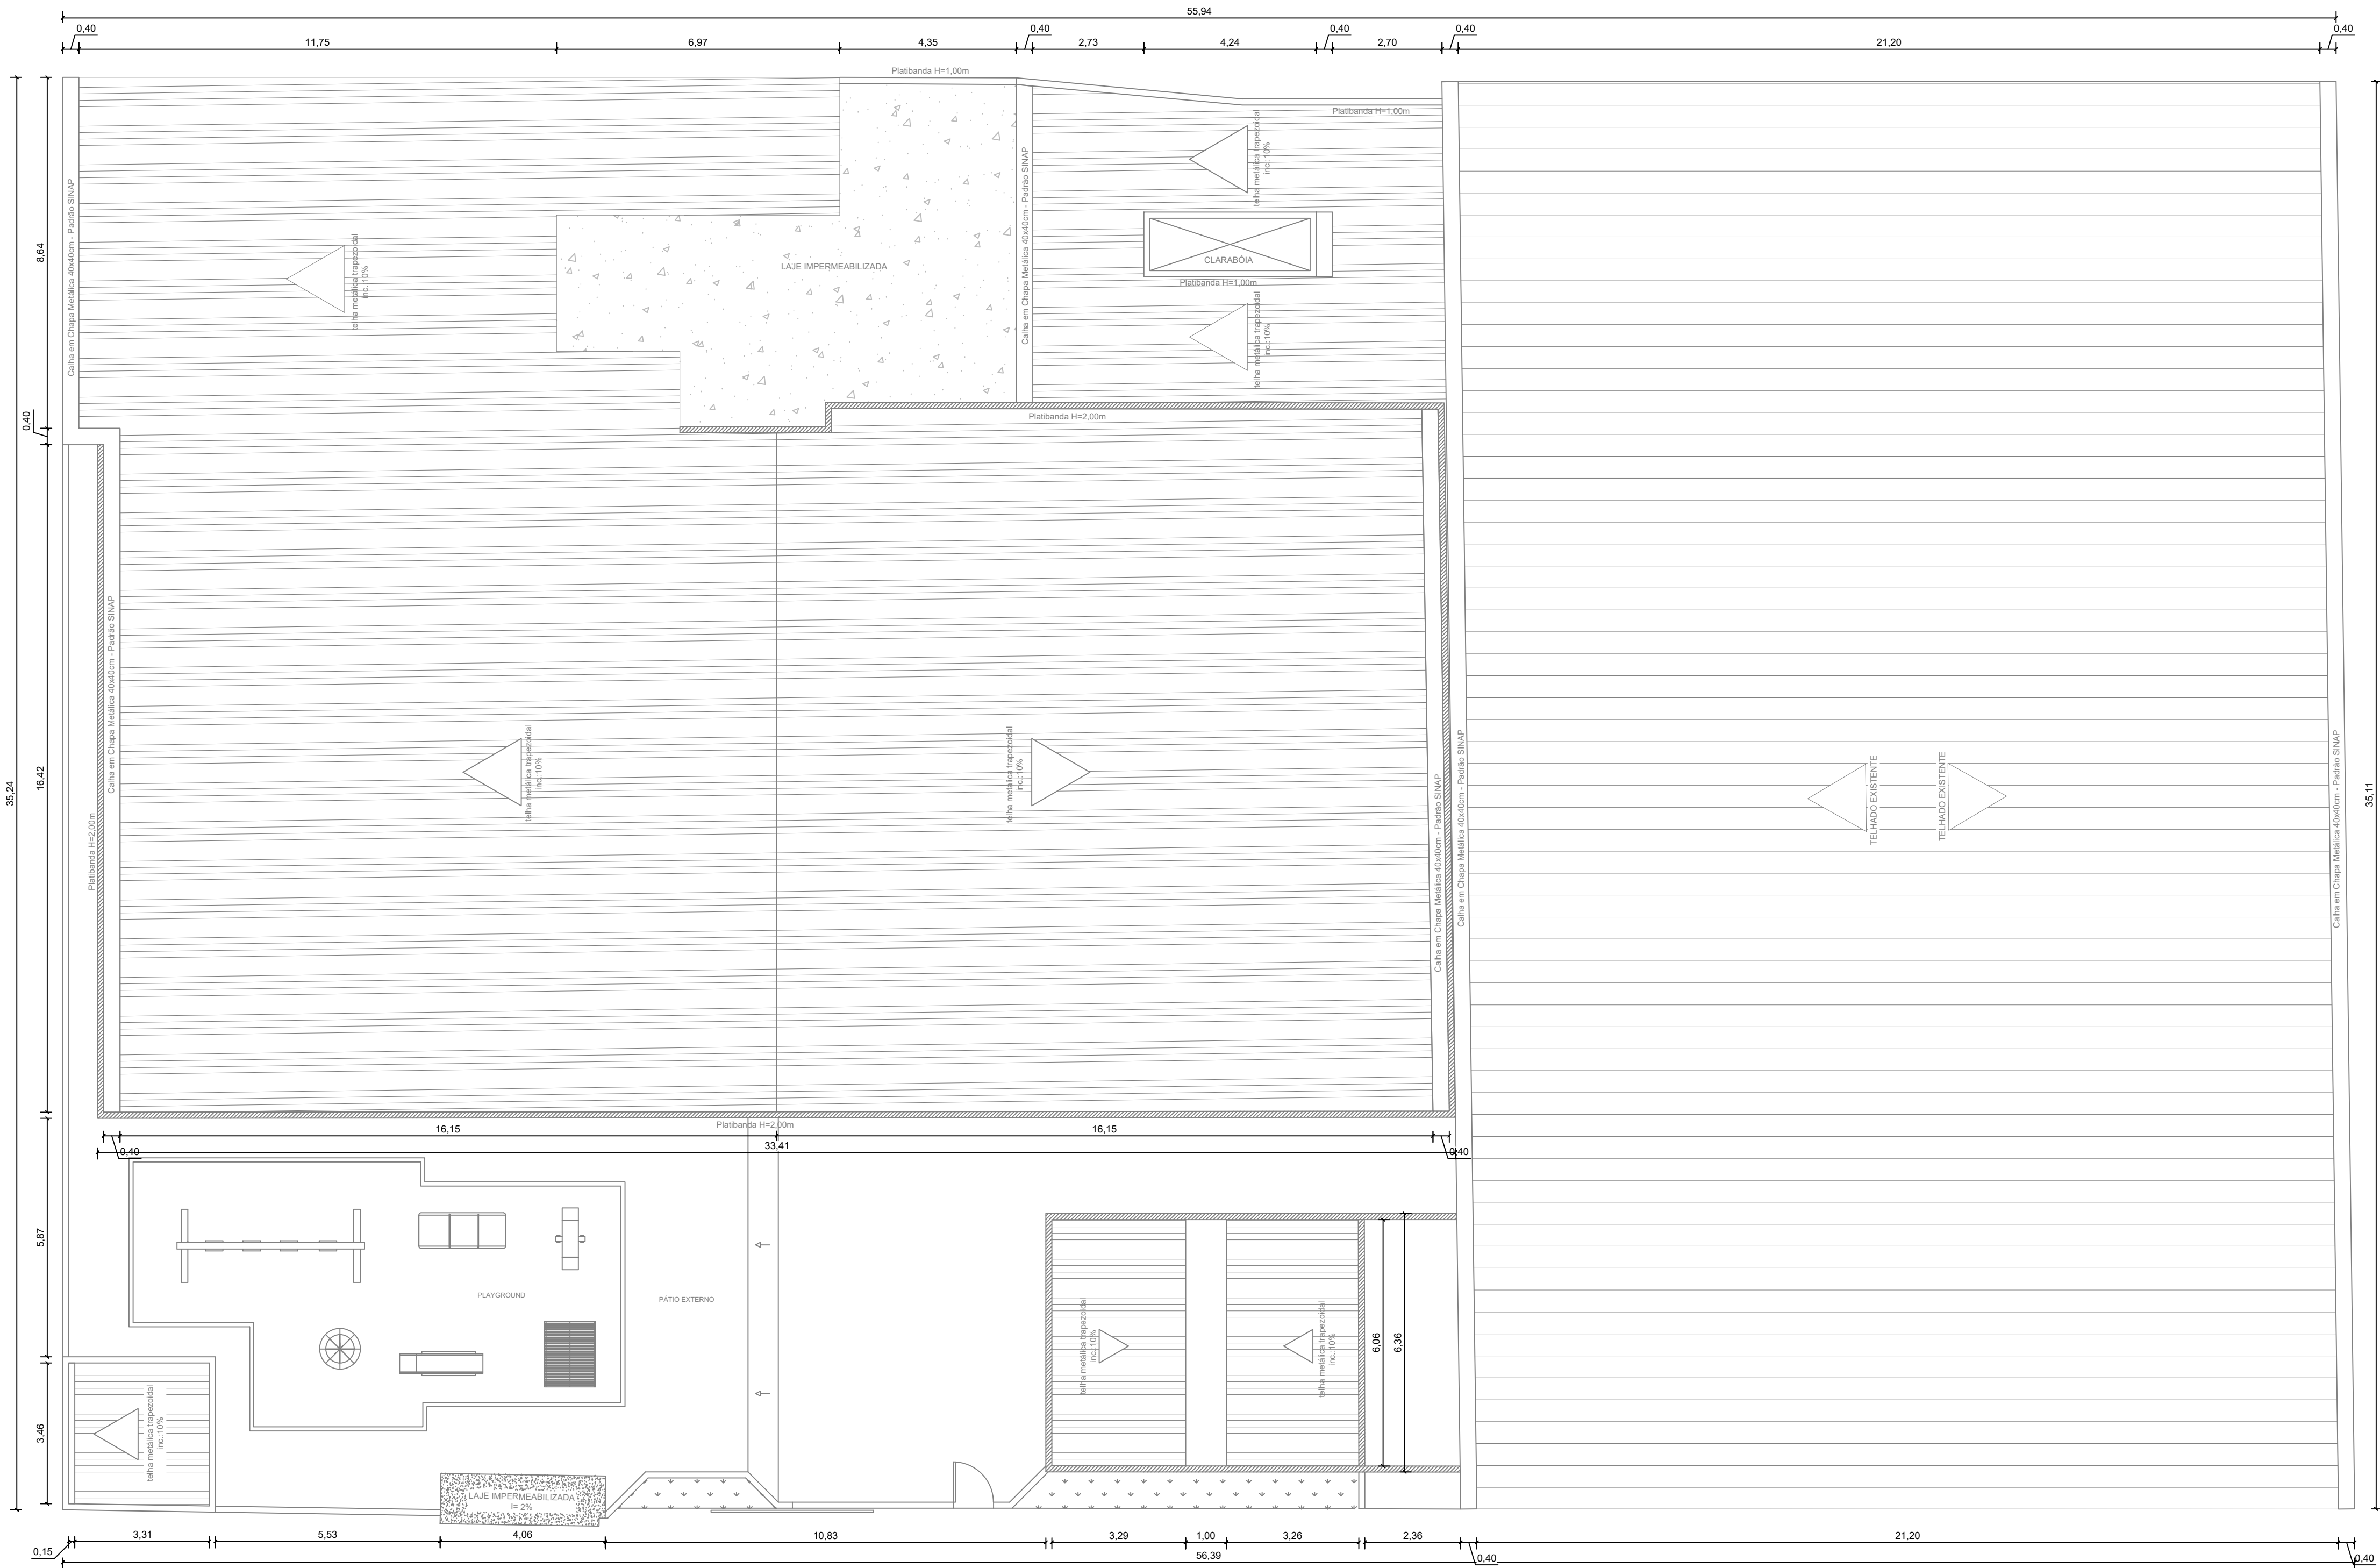 55,94
0,40
0,40
0,40
0,40
0,40
11,75
6,97
4,35
2,73
4,24
2,70
21,20
Platibanda H=1,00m
Platibanda H=1,00m
Calha em Chapa Metálica 40x40cm - Padrão SINAP
telha metálica trapezoidal
inc.:10%
LAJE IMPERMEABILIZADA
Calha em Chapa Metálica 40x40cm - Padrão SINAP
telha metálica trapezoidal
inc.:10%
CLARABÓIA
Platibanda H=1,00m
telha metálica trapezoidal
inc.:10%
8,64
0,40
Platibanda H=2,00m
35,24
16,42
Platibanda H=2,00m
Calha em Chapa Metálica 40x40cm - Padrão SINAP
telha metálica trapezoidal
inc.:10%
telha metálica trapezoidal
inc.:10%
Calha em Chapa Metálica 40x40cm - Padrão SINAP
Calha em Chapa Metálica 40x40cm - Padrão SINAP
TELHADO EXISTENTE
TELHADO EXISTENTE
Calha em Chapa Metálica 40x40cm - Padrão SINAP
35,11
Platibanda H=2,00m
16,15
16,15
33,41
0,40
0,40
5,87
PLAYGROUND
PÁTIO EXTERNO
telha metálica trapezoidal
inc.:10%
telha metálica trapezoidal
inc.:10%
6,06
6,36
3,46
telha metálica trapezoidal
inc.:10%
LAJE IMPERMEABILIZADA
I= 2%
0,15
3,31
5,53
4,06
10,83
3,29
1,00
3,26
2,36
0,40
21,20
0,40
56,39